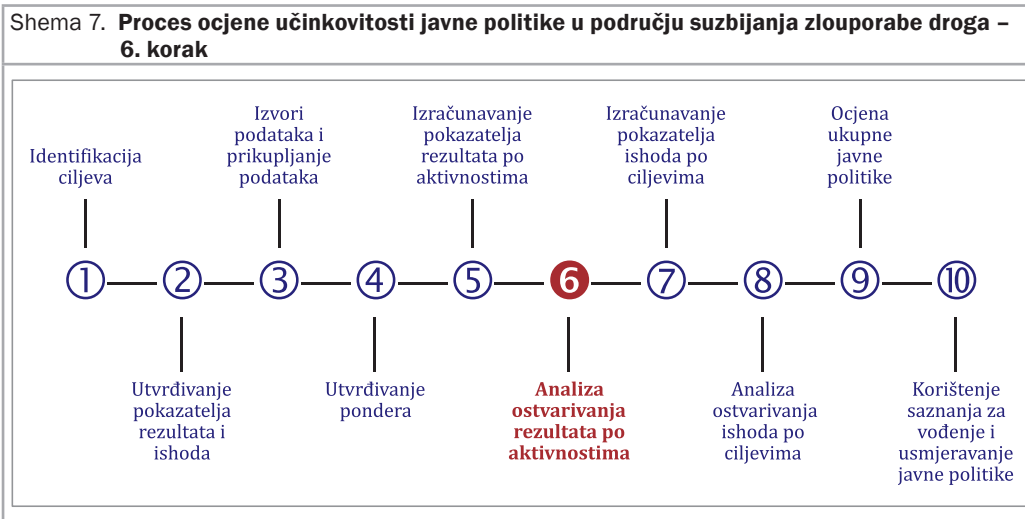 Shema 7. Proces ocjene učinkovitosti javne politike u području suzbijanja zlouporabe droga –
6. korak
Identifikacija
ciljeva
Izvori
podataka i
prikupljanje
podataka
Izračunavanje
pokazatelja
rezultata po
aktivnostima
Izračunavanje
pokazatelja
ishoda po
ciljevima
Ocjena
ukupne
javne
politike
1
2
3
4
5
6
7
8
9
10
Utvrđivanje
pokazatelja
rezultata i
ishoda
Utvrđivanje
pondera
Analiza
ostvarivanja
rezultata po
aktivnostima
Analiza
ostvarivanja
ishoda po
ciljevima
Korištenje
saznanja za
vođenje i
usmjeravanje
javne politike